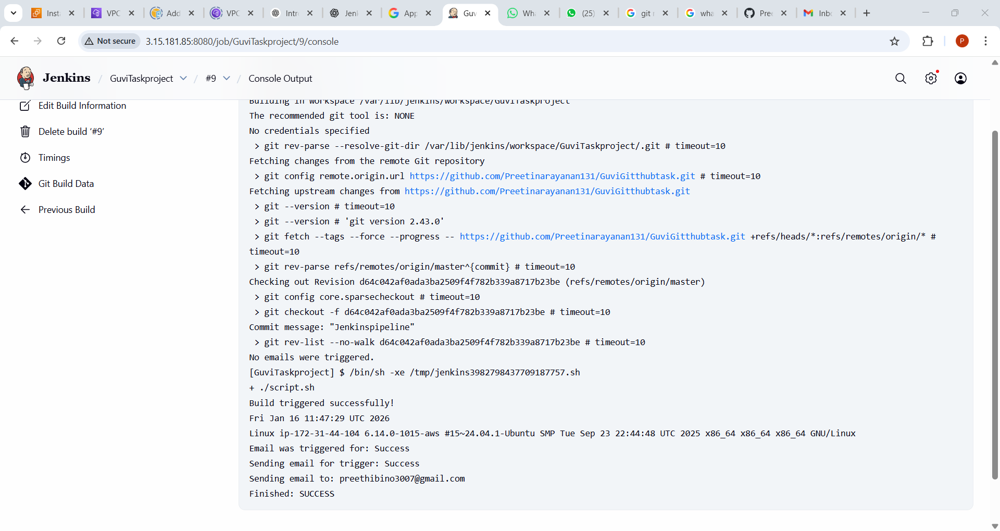 Inst
VPC
Add
VPC
Intr
Jen
App
Guv
Wh
(25)
git r
wha
Pree
Inbc
Not secure
3.15.181.85:8080/job/GuviTaskproject/9/console
P
Jenkins / GuviTaskproject / #9 / Console Output
Edit Build Information
Delete build ‘#9’
Timings
Git Build Data
Previous Build
Building in workspace /var/lib/jenkins/workspace/GuviTaskproject
The recommended git tool is: NONE
No credentials specified
> git rev-parse --resolve-git-dir /var/lib/jenkins/workspace/GuviTaskproject/.git # timeout=10
Fetching changes from the remote Git repository
> git config remote.origin.url https://github.com/Preetinarayanan131/GuviGitthubtask.git # timeout=10
Fetching upstream changes from https://github.com/Preetinarayanan131/GuviGitthubtask.git
> git --version # timeout=10
> git --version # 'git version 2.43.0'
> git fetch --tags --force --progress -- https://github.com/Preetinarayanan131/GuviGitthubtask.git +refs/heads/*:refs/remotes/origin/* #
timeout=10
> git rev-parse refs/remotes/origin/master^{commit} # timeout=10
Checking out Revision d64c042af0ada3ba2509f4f782b339a8717b23be (refs/remotes/origin/master)
> git config core.sparsecheckout # timeout=10
> git checkout -f d64c042af0ada3ba2509f4f782b339a8717b23be # timeout=10
Commit message: "Jenkinspipeline"
> git rev-list --no-walk d64c042af0ada3ba2509f4f782b339a8717b23be # timeout=10
No emails were triggered.
[GuviTaskproject] $ /bin/sh -xe /tmp/jenkins3982798437709187757.sh
+ ./script.sh
Build triggered successfully!
Fri Jan 16 11:47:29 UTC 2026
Linux ip-172-31-44-104 6.14.0-1015-aws #15~24.04.1-Ubuntu SMP Tue Sep 23 22:44:48 UTC 2025 x86_64 x86_64 x86_64 GNU/Linux
Email was triggered for: Success
Sending email for trigger: Success
Sending email to: preethibino3007@gmail.com
Finished: SUCCESS